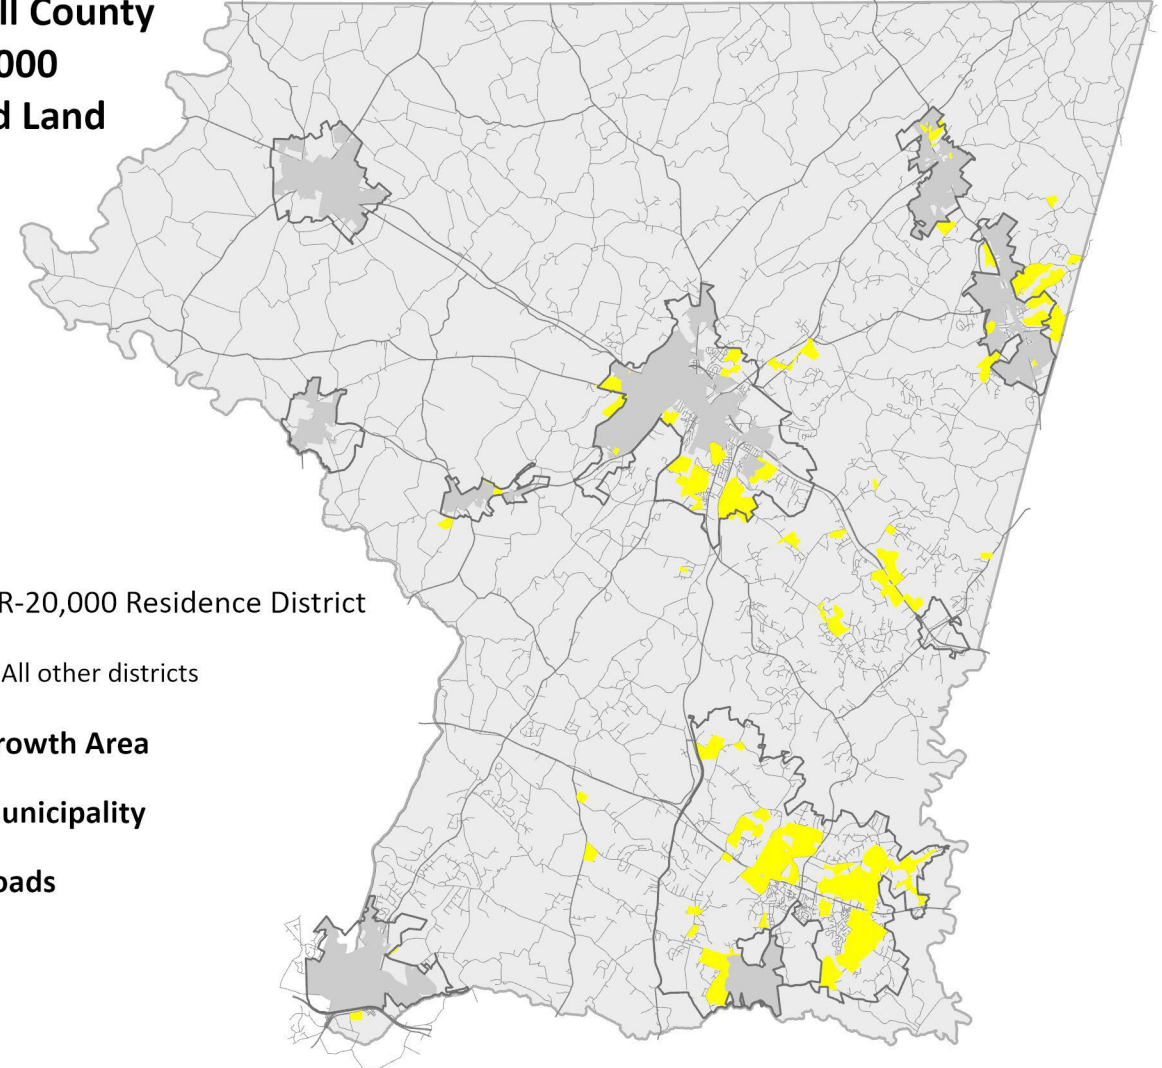 ll County
000
d Land
R-20,000 Residence District
All other districts
rowth Area
unicipality
oads